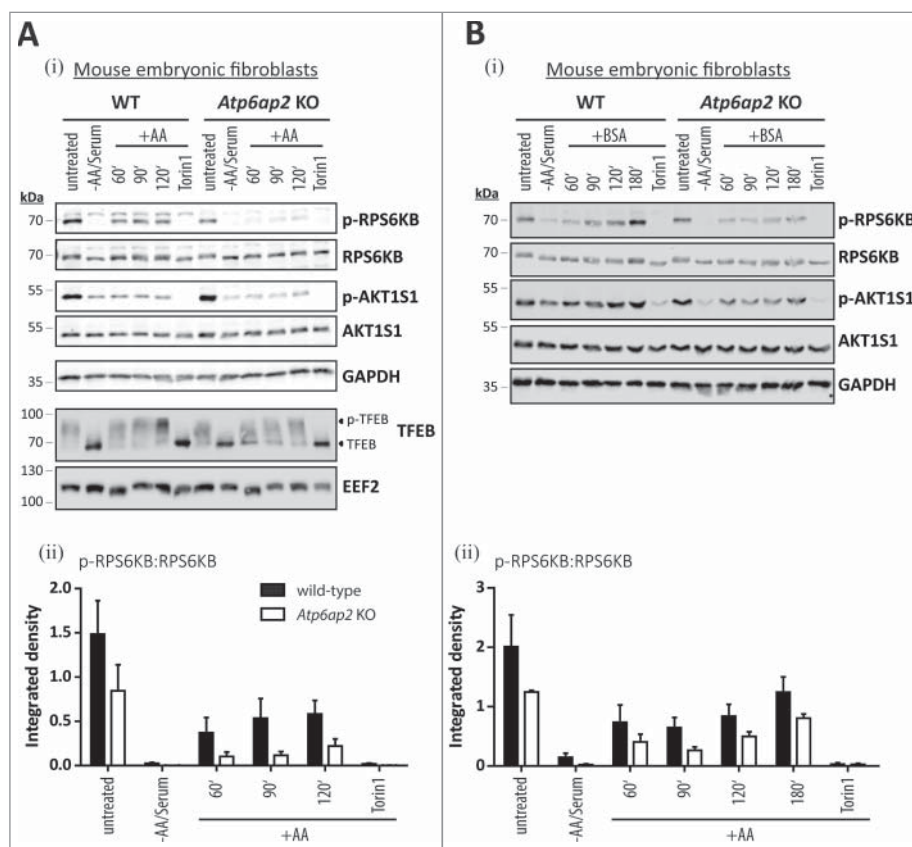 A
(i) Mouse embryonic fibroblasts
WT Atp6ap2 KO
+AA +AA
untreated -AA/Serum 60′ 90′ 120′ Torin1 untreated -AA/Serum 60′ 90′ 120′ Torin1
kDa
70 p-RPS6KB
70 RPS6KB
55 p-AKT1S1
55 AKT1S1
35 GAPDH
100 p-TFEB
TFEB
70 TFEB
130
EEF2
100
(ii) p-RPS6KB:RPS6KB
Integrated density
2.0
1.5
1.0
0.5
0.0
wild-type
Atp6ap2 KO
untreated -AA/Serum 60′ 90′ 120′ Torin1
+AA
B
(i) Mouse embryonic fibroblasts
WT Atp6ap2 KO
+BSA +BSA
untreated -AA/Serum 60′ 90′ 120′ 180′ Torin1 untreated -AA/Serum 60′ 90′ 120′ 180′ Torin1
kDa
70 p-RPS6KB
70 RPS6KB
55 p-AKT1S1
55
AKT1S1
35 GAPDH
(ii) p-RPS6KB:RPS6KB
Integrated density
3
2
1
0
untreated -AA/Serum 60′ 90′ 120′ 180′ Torin1
+AA